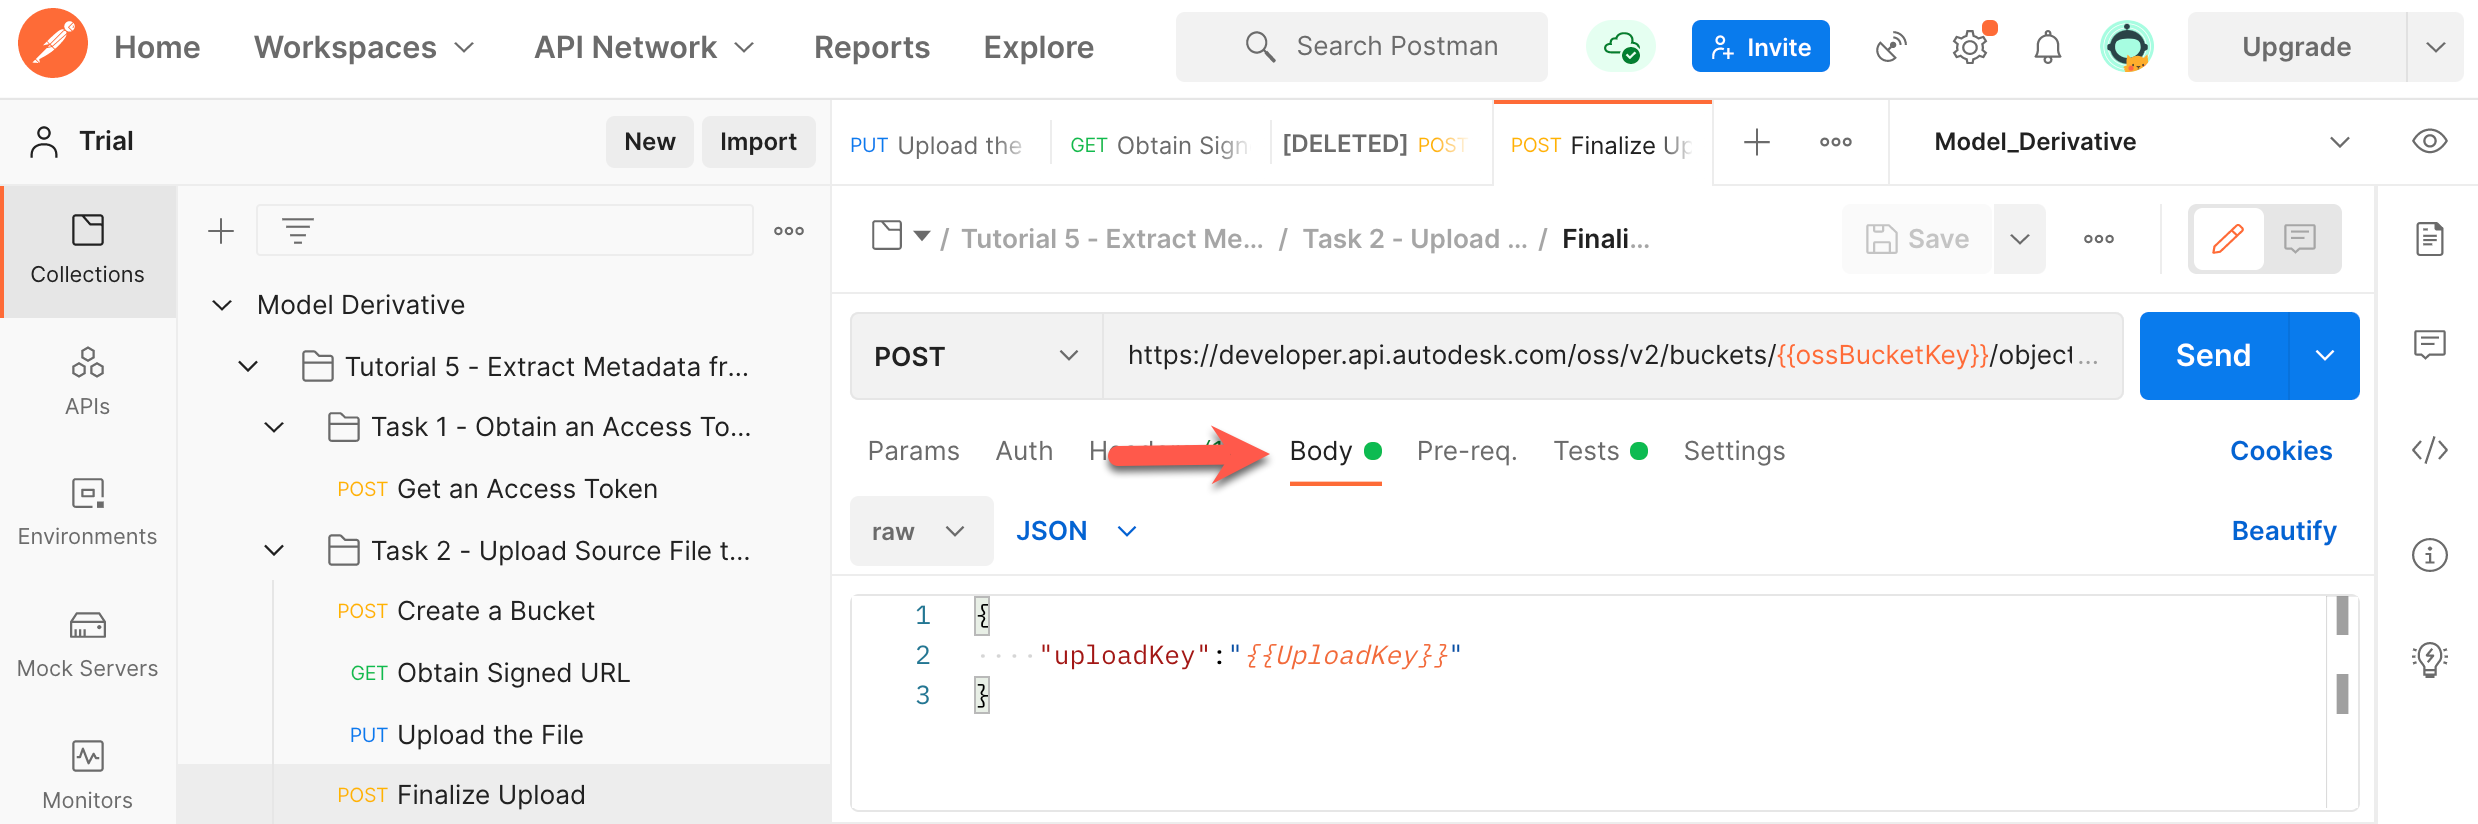 Home Workspaces API Network Reports Explore Search Postman Invite Upgrade
Trial New Import
PUT Upload the GET Obtain Sign [DELETED] POST POST Finalize Up Model_Derivative
Collections
APIs
Environments
Mock Servers
Monitors
Model Derivative
Tutorial 5 - Extract Metadata fr...
Task 1 - Obtain an Access To...
POST Get an Access Token
Task 2 - Upload Source File t...
POST Create a Bucket
GET Obtain Signed URL
PUT Upload the File
POST Finalize Upload
/ Tutorial 5 - Extract Me... / Task 2 - Upload ... / Finali... Save
POST https://developer.api.autodesk.com/oss/v2/buckets/{{ossBucketKey}}/object... Send
Params Auth Body Pre-req. Tests Settings Cookies
raw JSON Beautify
1 {
2 ····"uploadKey":"{{UploadKey}}"
3 }